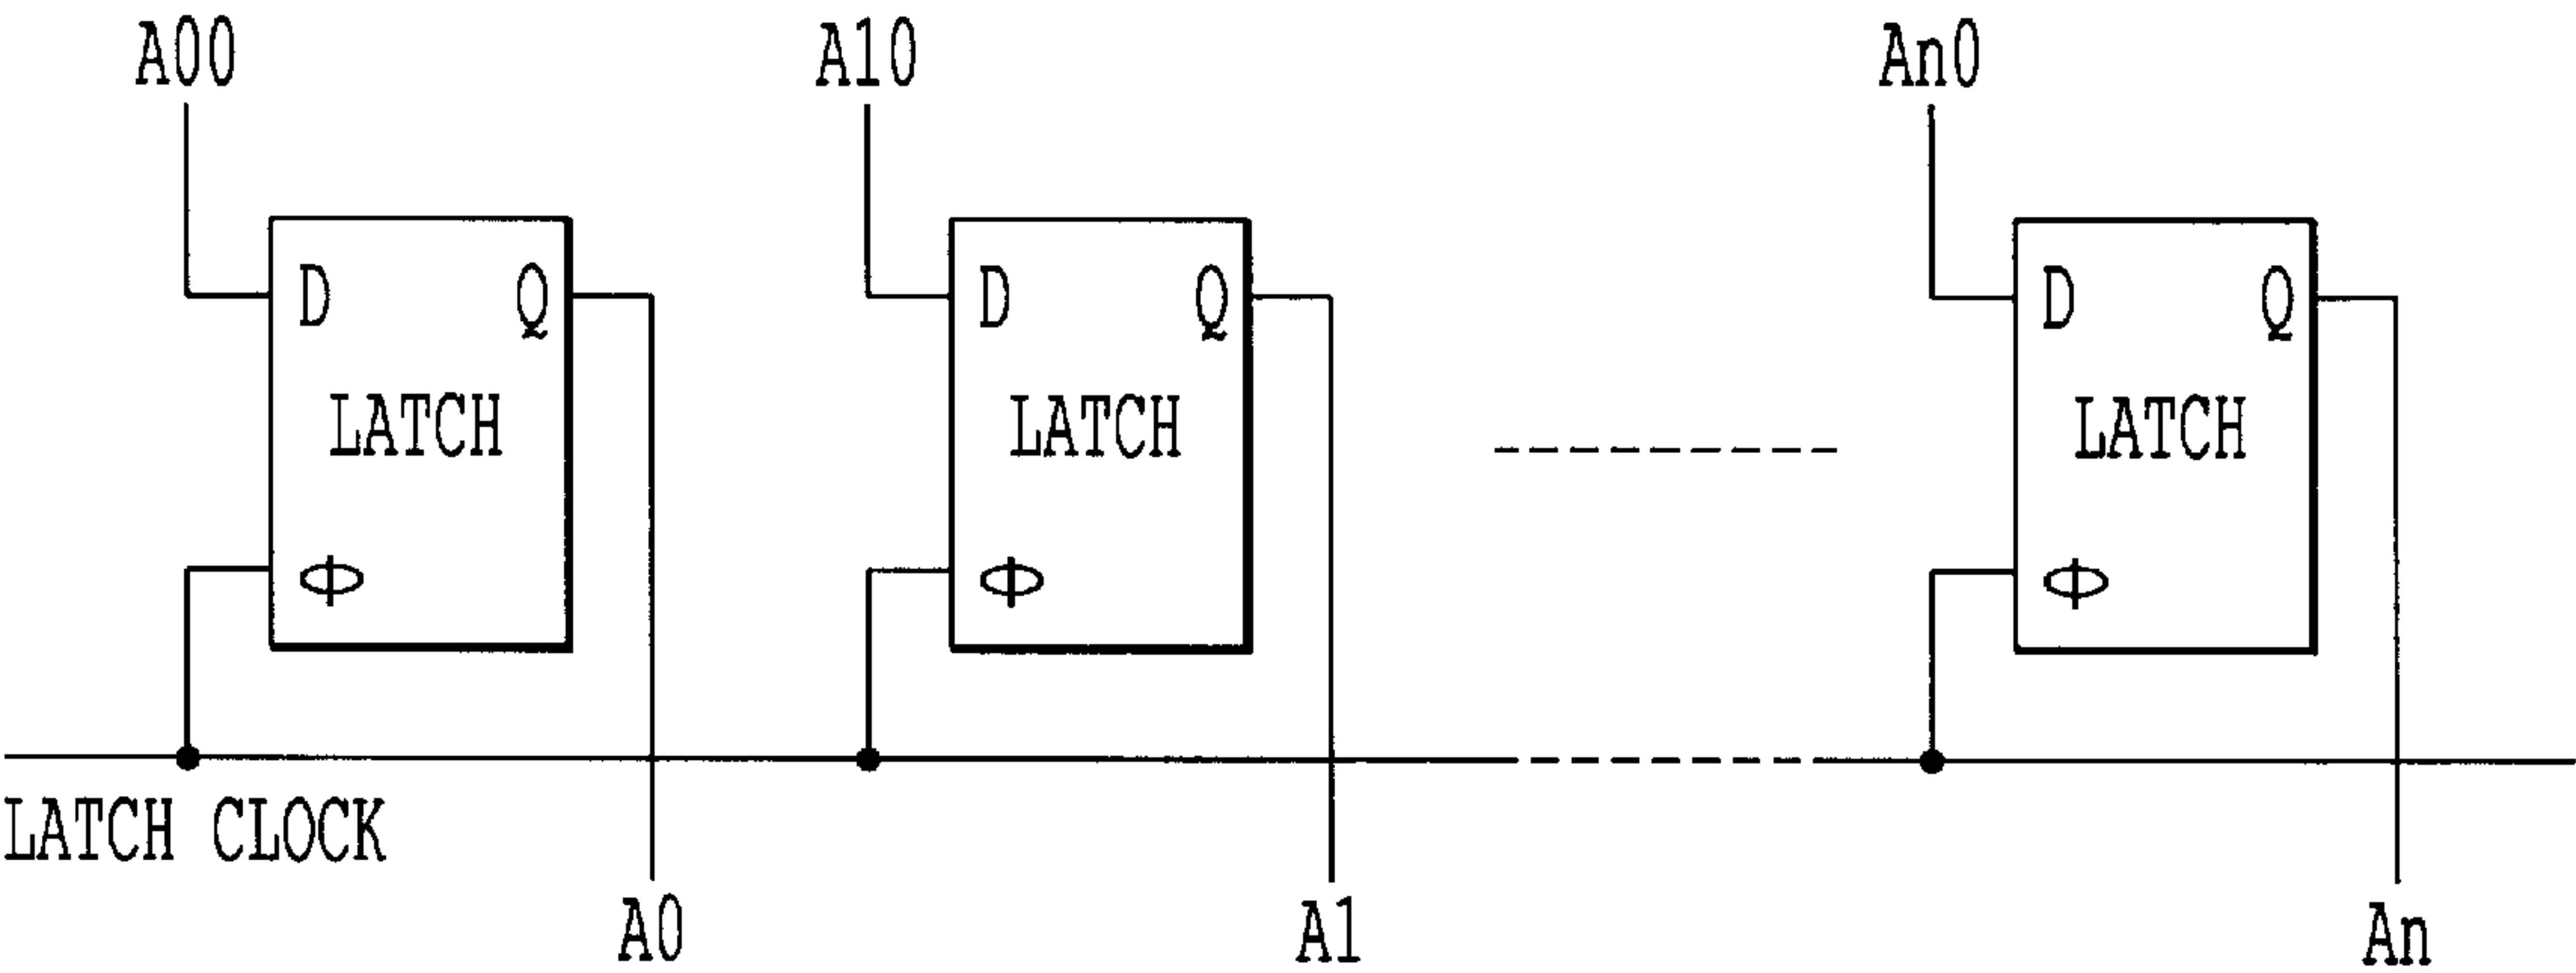 A00 A10 An0
D Q D Q D Q
LATCH LATCH LATCH
Φ Φ Φ
LATCH CLOCK
A0 A1 An